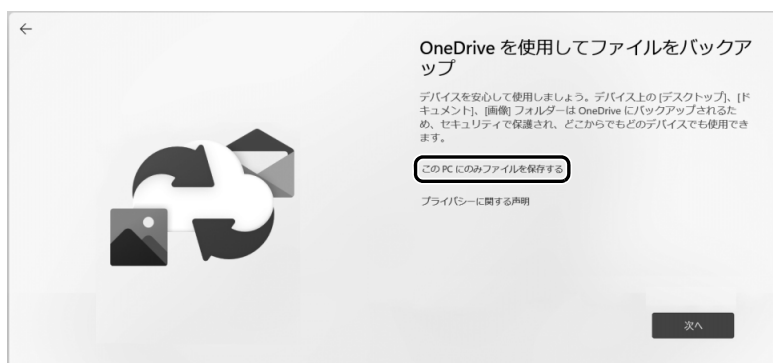 OneDrive を使用してファイルをバックア
ップ
デバイスを安心して使用しましょう。デバイス上の [デスクトップ]、[ド
キュメント]、[画像] フォルダーは OneDrive にバックアップされるた
め、セキュリティで保護され、どこからでもどのデバイスでも使用でき
ます。
この PC にのみファイルを保存する
プライバシーに関する声明
次へ